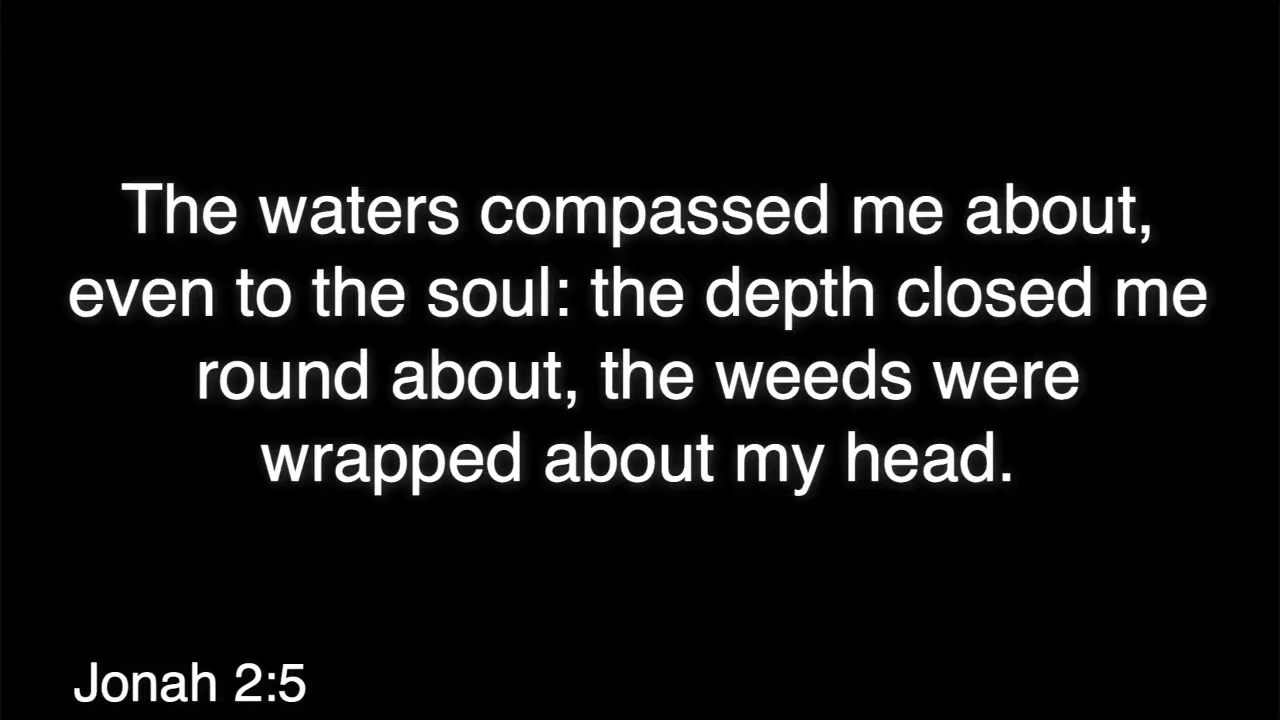 The waters compassed me about,
even to the soul: the depth closed me
round about, the weeds were
wrapped about my head.
Jonah 2:5